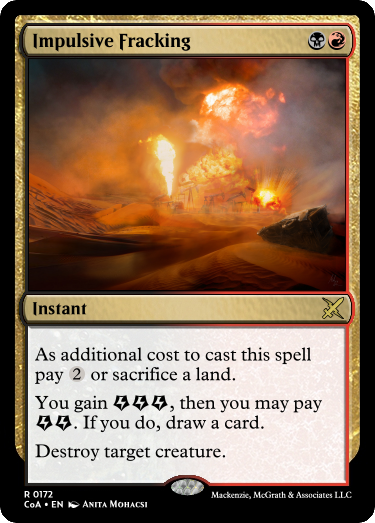 Impulsive Fracking
Instant
As additional cost to cast this spell
pay 2 or sacrifice a land.
You gain , then you may pay
. If you do, draw a card.
Destroy target creature.
R 0172
CoA • EN Anita Mohacsi
Mackenzie, McGrath & Associates LLC